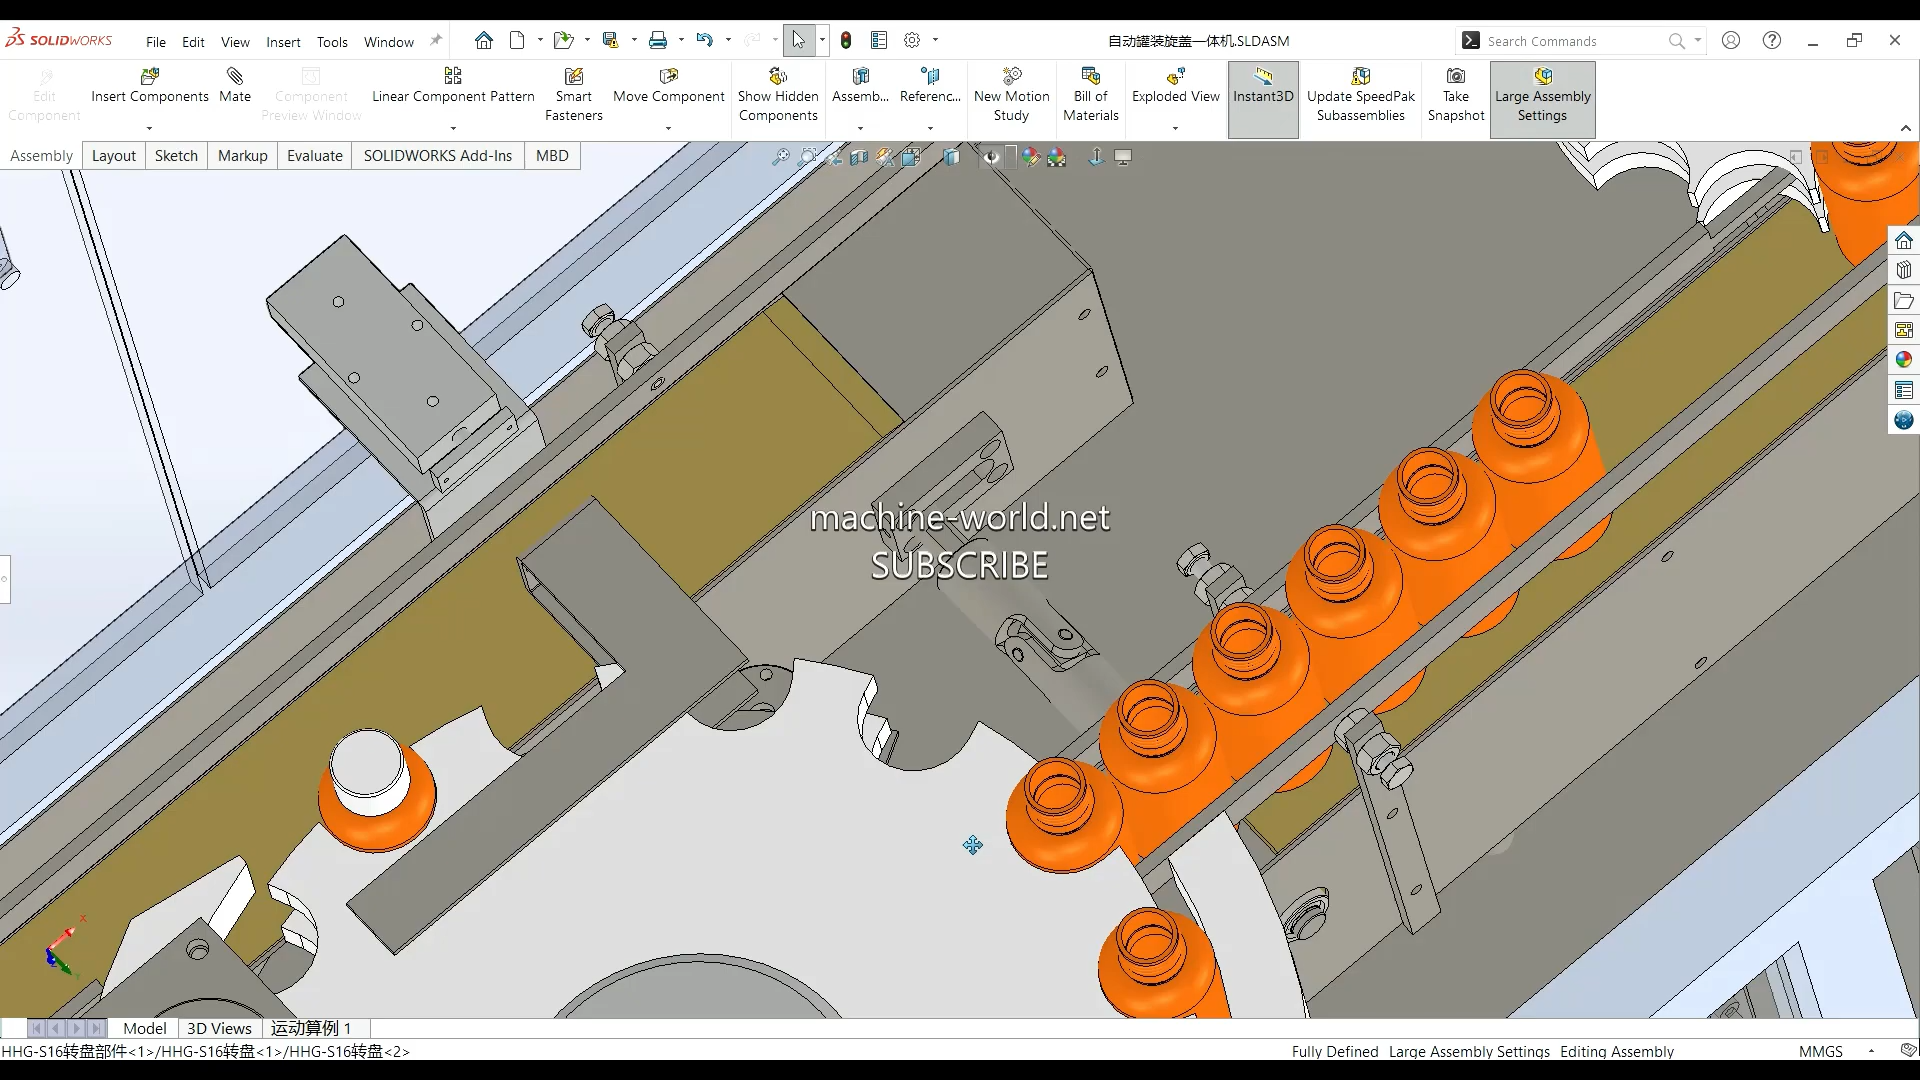 SOLIDWORKS File Edit View Insert Tools Window 自动罐装旋盖一体机.SLDASM Search Commands
Edit Component
Insert Components
Mate
Component Preview Window
Linear Component Pattern
Smart Fasteners
Move Component
Show Hidden Components
Assemb...
Referenc...
New Motion Study
Bill of Materials
Exploded View
Instant3D
Update SpeedPak Subassemblies
Take Snapshot
Large Assembly Settings
Assembly Layout Sketch Markup Evaluate SOLIDWORKS Add-Ins MBD
machine-world.net
SUBSCRIBE
Model 3D Views 运动算例 1
HHG-S16转盘部件<1>/HHG-S16转盘<1>/HHG-S16转盘<2> Fully Defined Large Assembly Settings Editing Assembly MMGS